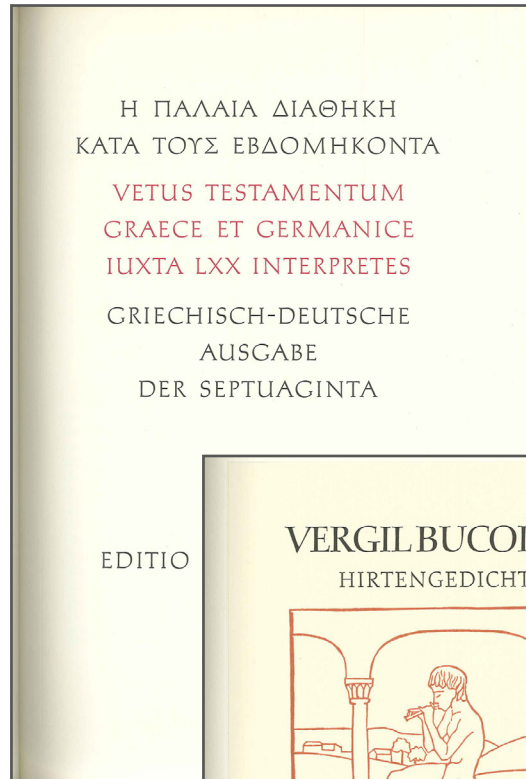 Η ΠΑΛΑΙΑ ΔΙΑΘΗΚΗ
ΚΑΤΑ ΤΟΥΣ ΕΒΔΟΜΗΚΟΝΤΑ
VETUS TESTAMENTUM
GRAECE ET GERMANICE
IUXTA LXX INTERPRETES
GRIECHISCH-DEUTSCHE
AUSGABE
DER SEPTUAGINTA
EDITIO
VERGIL BUCOL
HIRTENGEDICHT